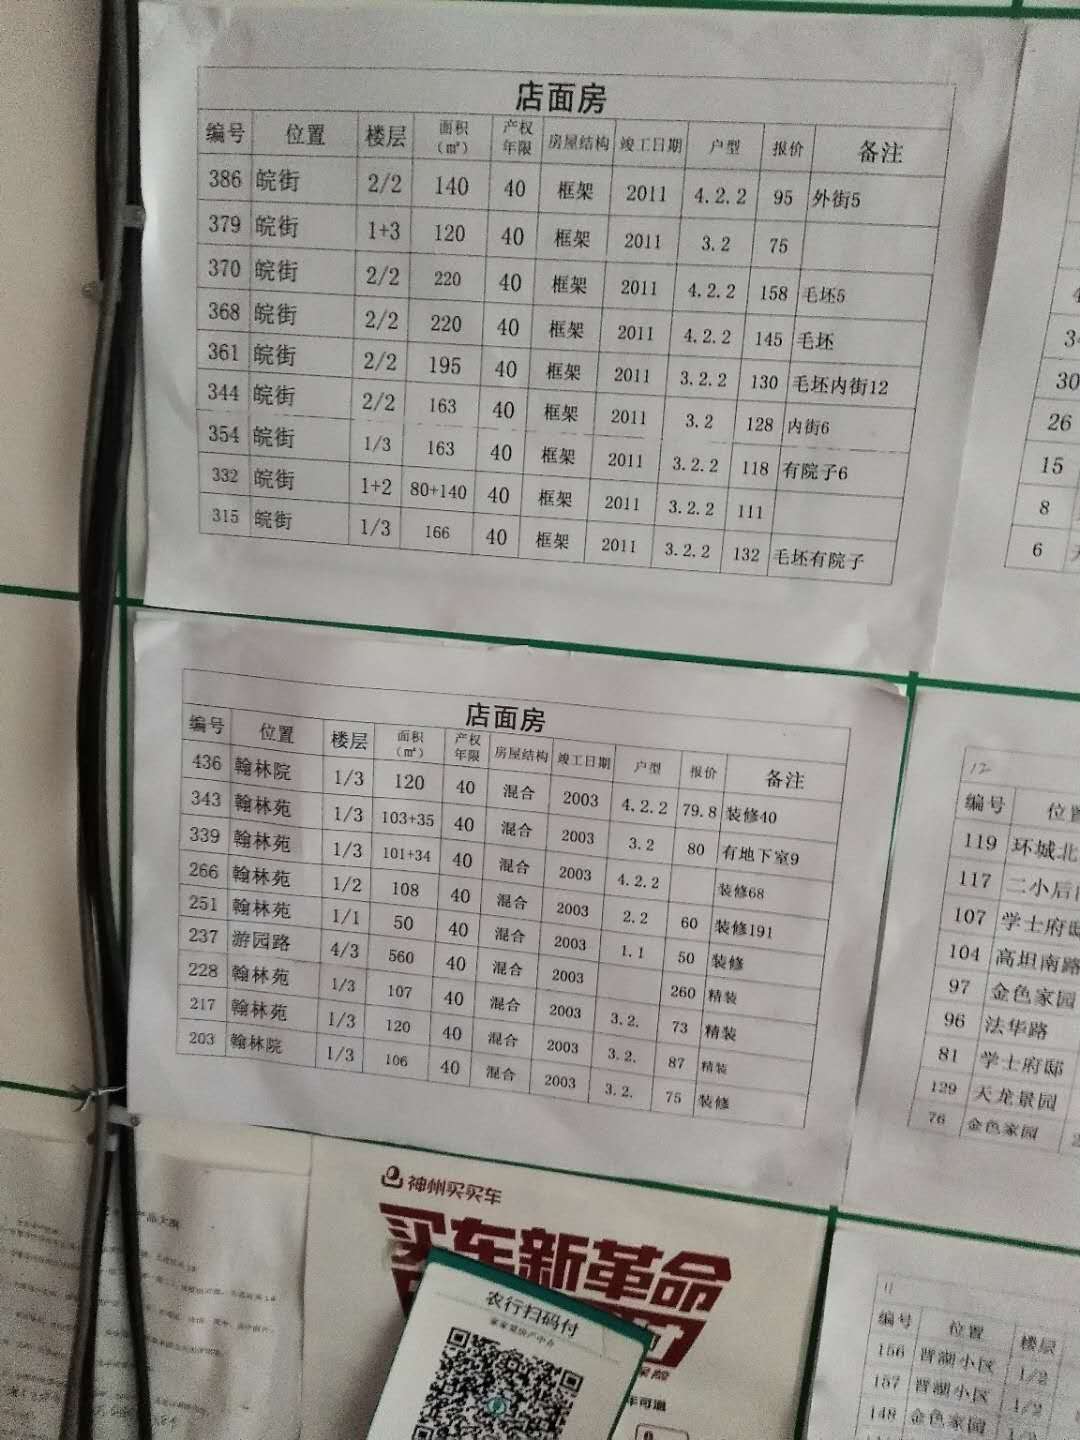 店面房
编号 位置 楼层 面积(㎡) 产权年限 房屋结构 竣工日期 户型 报价 备注
386 皖街 2/2 140 40 框架 2011 4.2.2 95 外街5
379 皖街 1+3 120 40 框架 2011 3.2 75
370 皖街 2/2 220 40 框架 2011 4.2.2 158 毛坯5
368 皖街 2/2 220 40 框架 2011 4.2.2 145 毛坯
361 皖街 2/2 195 40 框架 2011 3.2.2 130 毛坯内街12
344 皖街 2/2 163 40 框架 2011 3.2 128 内街6
354 皖街 1/3 163 40 框架 2011 3.2.2 118 有院子6
332 皖街 1+2 80+140 40 框架 2011 3.2.2 111
315 皖街 1/3 166 40 框架 2011 3.2.2 132 毛坯有院子
30
26
15
8
6
店面房
编号 位置 楼层 面积(㎡) 产权年限 房屋结构 竣工日期 户型 报价 备注
436 翰林院 1/3 120 40 混合 2003 4.2.2 79.8 装修40
343 翰林苑 1/3 103+35 40 混合 2003 3.2 80 有地下室9
339 翰林苑 1/3 101+34 40 混合 2003 4.2.2 装修68
266 翰林苑 1/2 108 40 混合 2003 2.2 60 装修191
251 翰林苑 1/1 50 40 混合 2003 1.1 50 装修
237 游园路 4/3 560 40 混合 2003 260 精装
228 翰林苑 1/3 107 40 混合 2003 3.2. 73 精装
217 翰林苑 1/3 120 40 混合 2003 3.2. 87 精装
203 翰林院 1/3 106 40 混合 2003 3.2. 75 装修
12
编号 位置
119 环城北
117 二小后
107 学士府邸
104 高坦南路
97 金色家园
96 法华路
81 学士府邸
129 天龙景园
76 金色家园
神州买买车
买车新革命
农行扫码付
11
编号 位置 楼层
156 晋湖小区 1/2
157 晋湖小区 1/2
148 金色家园